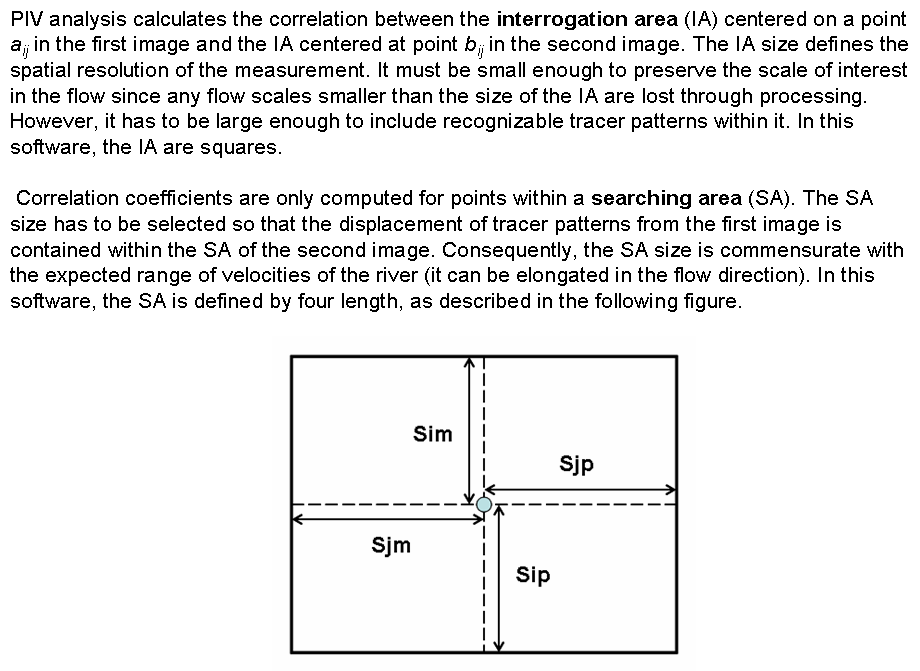 PIV analysis calculates the correlation between the interrogation area (IA) centered on a point
aij in the first image and the IA centered at point bij in the second image. The IA size defines the
spatial resolution of the measurement. It must be small enough to preserve the scale of interest
in the flow since any flow scales smaller than the size of the IA are lost through processing.
However, it has to be large enough to include recognizable tracer patterns within it. In this
software, the IA are squares.
Correlation coefficients are only computed for points within a searching area (SA). The SA
size has to be selected so that the displacement of tracer patterns from the first image is
contained within the SA of the second image. Consequently, the SA size is commensurate with
the expected range of velocities of the river (it can be elongated in the flow direction). In this
software, the SA is defined by four length, as described in the following figure.
Sim
Sjp
Sjm
Sip